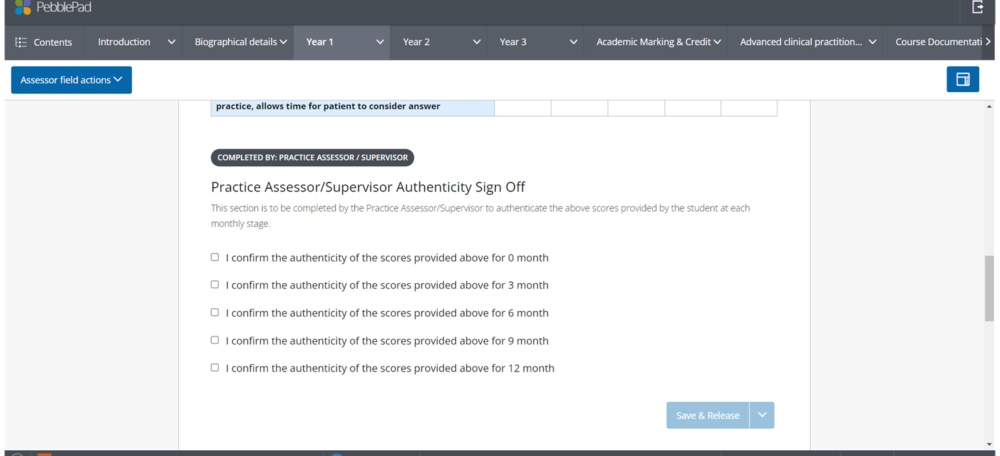 PebblePad
Contents Introduction Biographical details Year 1 Year 2 Year 3 Academic Marking & Credit Advanced clinical practition... Course Documentati
Assessor field actions
practice, allows time for patient to consider answer
COMPLETED BY: PRACTICE ASSESSOR / SUPERVISOR
Practice Assessor/Supervisor Authenticity Sign Off
This section is to be completed by the Practice Assessor/Supervisor to authenticate the above scores provided by the student at each
monthly stage.
I confirm the authenticity of the scores provided above for 0 month
I confirm the authenticity of the scores provided above for 3 month
I confirm the authenticity of the scores provided above for 6 month
I confirm the authenticity of the scores provided above for 9 month
I confirm the authenticity of the scores provided above for 12 month
Save & Release